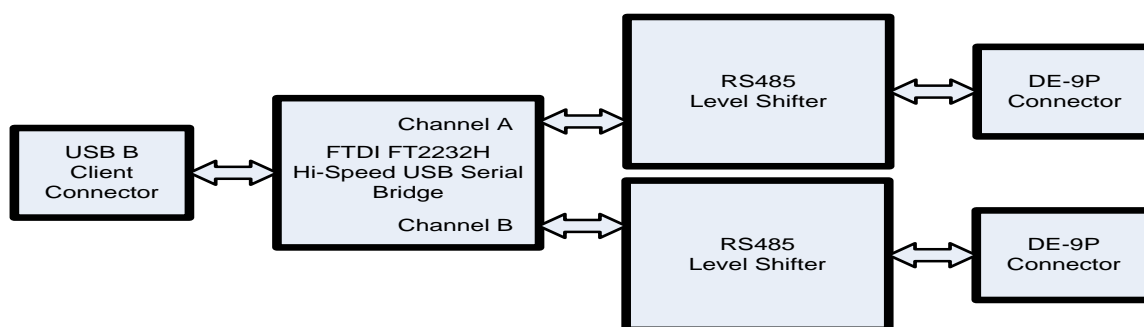 USB B
Client
Connector
Channel A
FTDI FT2232H
Hi-Speed USB Serial
Bridge
Channel B
RS485
Level Shifter
DE-9P
Connector
RS485
Level Shifter
DE-9P
Connector